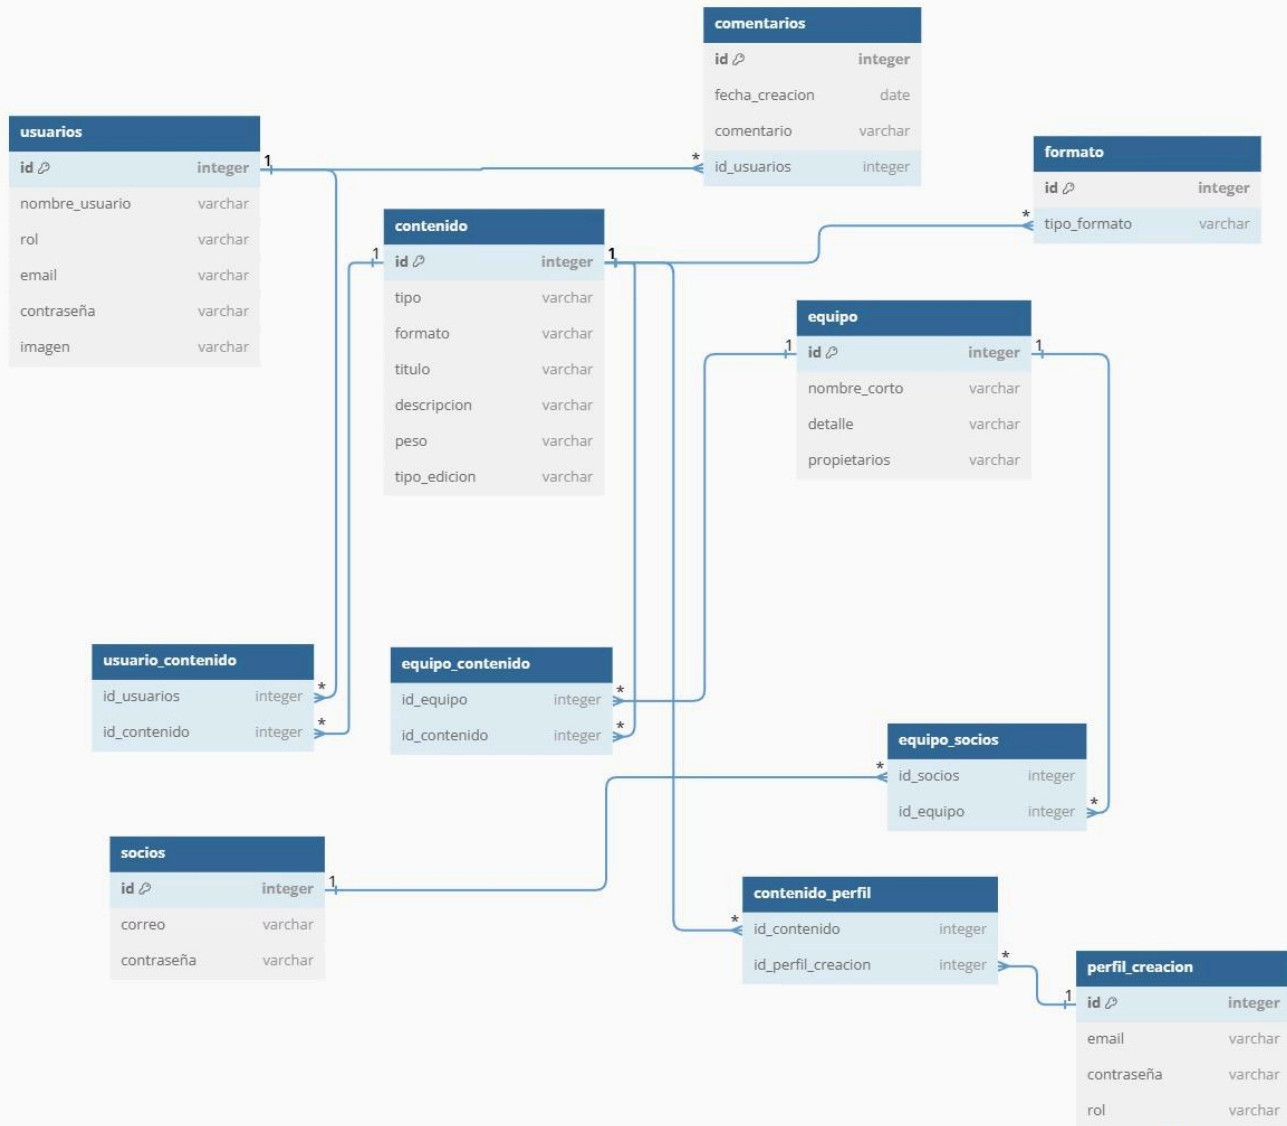 comentarios
id integer
fecha_creacion date
comentario varchar
* id_usuarios integer
usuarios
id integer 1
nombre_usuario varchar
rol varchar
email varchar
contraseña varchar
imagen varchar
formato
id integer
* tipo_formato varchar
contenido
1 id integer 1
tipo varchar
formato varchar
titulo varchar
descripcion varchar
peso varchar
tipo_edicion varchar
equipo
1 id integer 1
nombre_corto varchar
detalle varchar
propietarios varchar
usuario_contenido
id_usuarios integer *
id_contenido integer *
equipo_contenido
id_equipo integer *
id_contenido integer *
equipo_socios
* id_socios integer
id_equipo integer *
socios
id integer 1
correo varchar
contraseña varchar
contenido_perfil
* id_contenido integer
id_perfil_creacion integer *
perfil_creacion
1 id integer
email varchar
contraseña varchar
rol varchar